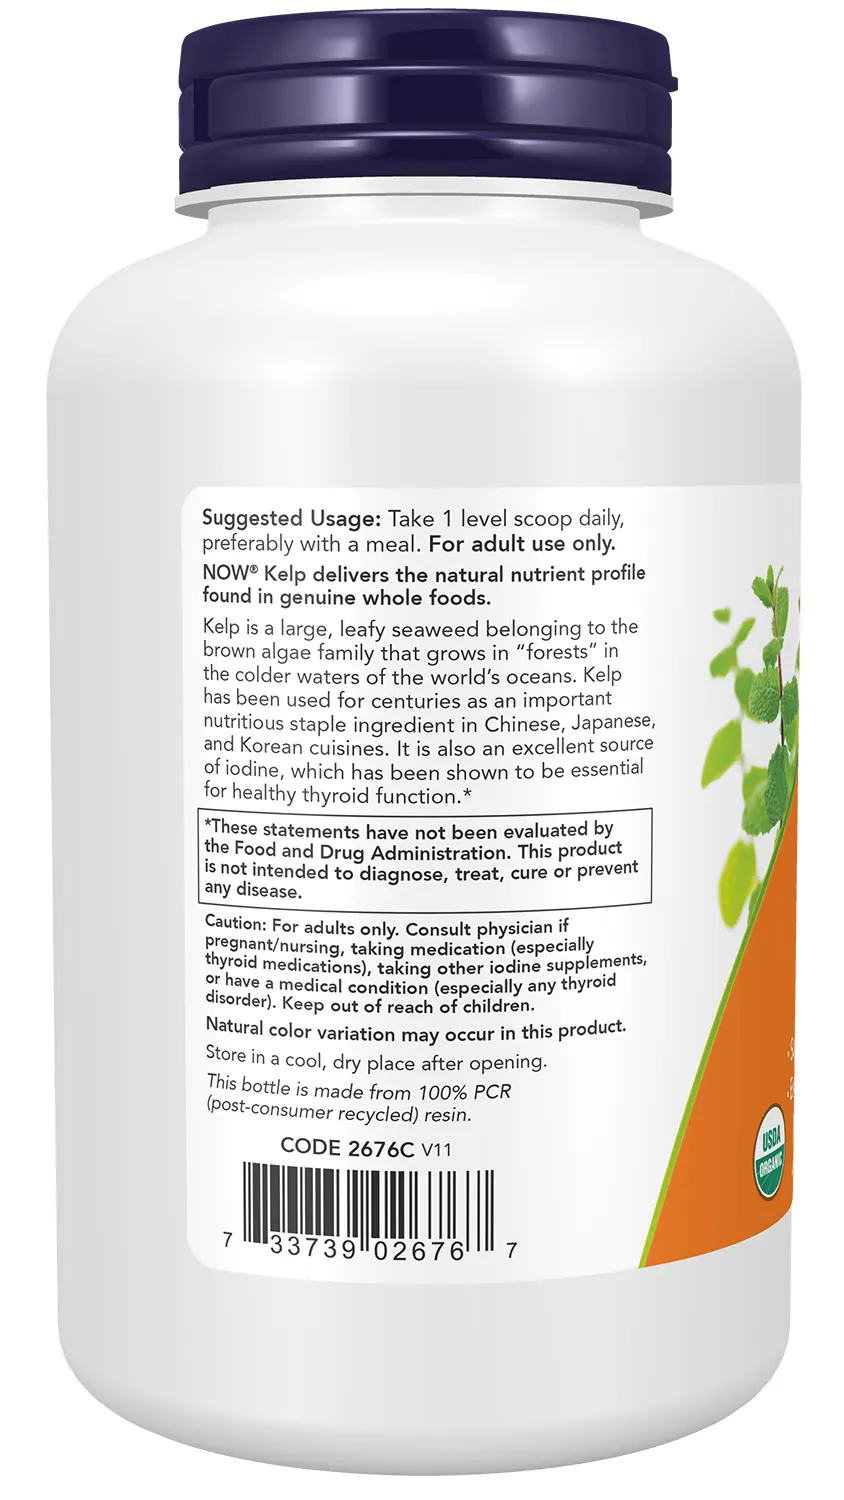 Suggested Usage: Take 1 level scoop daily,
preferably with a meal. For adult use only.
NOW® Kelp delivers the natural nutrient profile
found in genuine whole foods.
Kelp is a large, leafy seaweed belonging to the
brown algae family that grows in “forests” in
the colder waters of the world’s oceans. Kelp
has been used for centuries as an important
nutritious staple ingredient in Chinese, Japanese,
and Korean cuisines. It is also an excellent source
of iodine, which has been shown to be essential
for healthy thyroid function.*
*These statements have not been evaluated by
the Food and Drug Administration. This product
is not intended to diagnose, treat, cure or prevent
any disease.
Caution: For adults only. Consult physician if
pregnant/nursing, taking medication (especially
thyroid medications), taking other iodine supplements,
or have a medical condition (especially any thyroid
disorder). Keep out of reach of children.
Natural color variation may occur in this product.
Store in a cool, dry place after opening.
This bottle is made from 100% PCR
(post-consumer recycled) resin.
CODE 2676C V11
7 33739 02676 7
USDA
ORGANIC